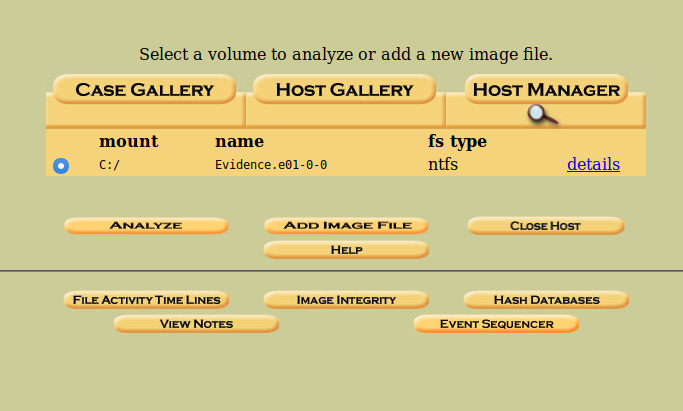 Select a volume to analyze or add a new image file.
CASE GALLERY HOST GALLERY HOST MANAGER
mount name fs type
C:/ Evidence.e01-0-0 ntfs details
ANALYZE ADD IMAGE FILE CLOSE HOST
HELP
FILE ACTIVITY TIME LINES IMAGE INTEGRITY HASH DATABASES
VIEW NOTES EVENT SEQUENCER